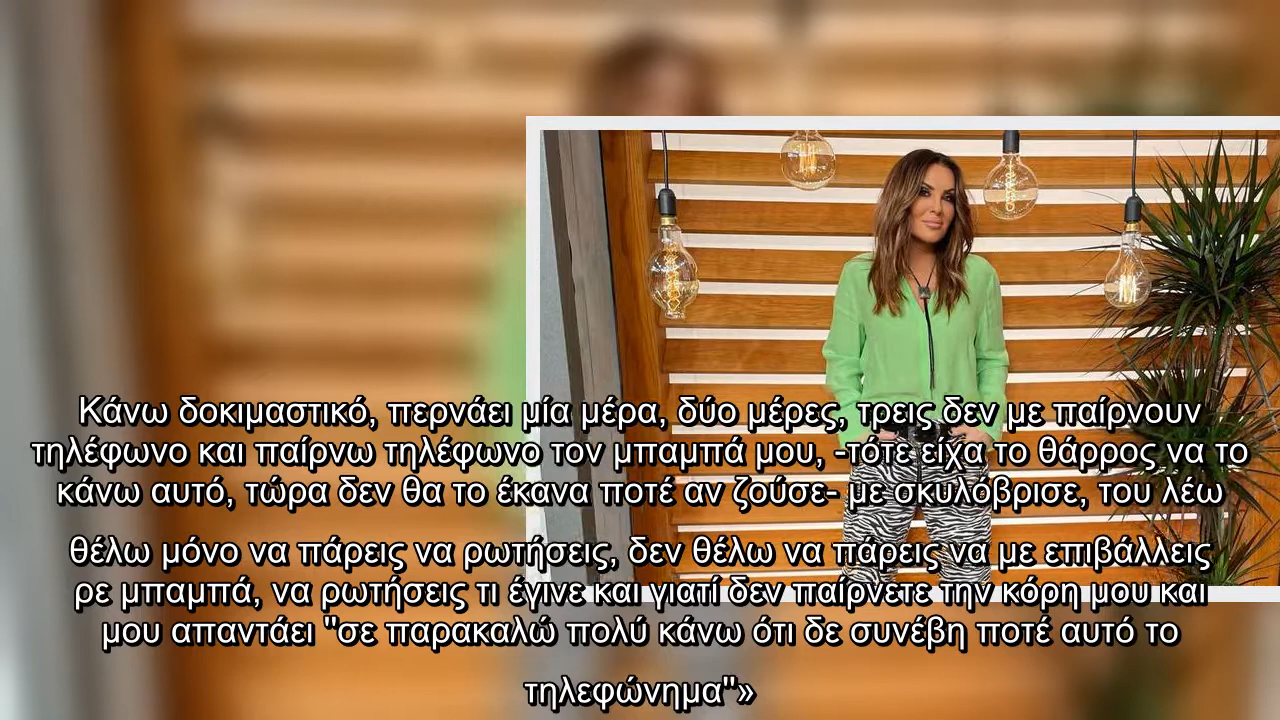 Κάνω δοκιμαστικό, περνάει μία μέρα, δύο μέρες, τρεις δεν με παίρνουν
τηλέφωνο και παίρνω τηλέφωνο τον μπαμπά μου, -τότε είχα το θάρρος να το
κάνω αυτό, τώρα δεν θα το έκανα ποτέ αν ζούσε- με σκυλόβρισε, του λέω
θέλω μόνο να πάρεις να ρωτήσεις, δεν θέλω να πάρεις να με επιβάλλεις
ρε μπαμπά, να ρωτήσεις τι έγινε και γιατί δεν παίρνετε την κόρη μου και
μου απαντάει "σε παρακαλώ πολύ κάνω ότι δε συνέβη ποτέ αυτό το
τηλεφώνημα"»